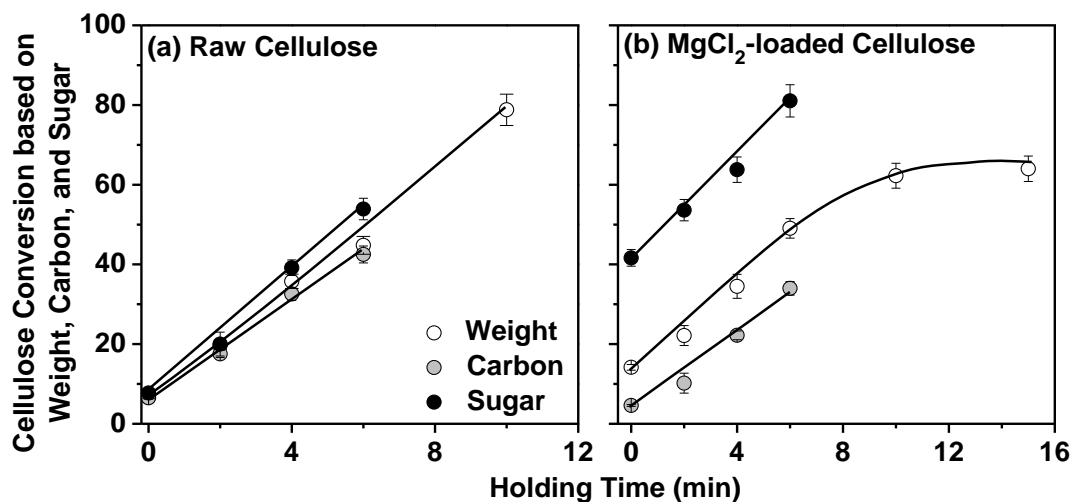 Cellulose Conversion based on
Weight, Carbon, and Sugar
100
80
60
40
20
0
(a) Raw Cellulose
Weight
Carbon
Sugar
0 4 8 12
(b) MgCl₂-loaded Cellulose
0 4 8 12 16
Holding Time (min)